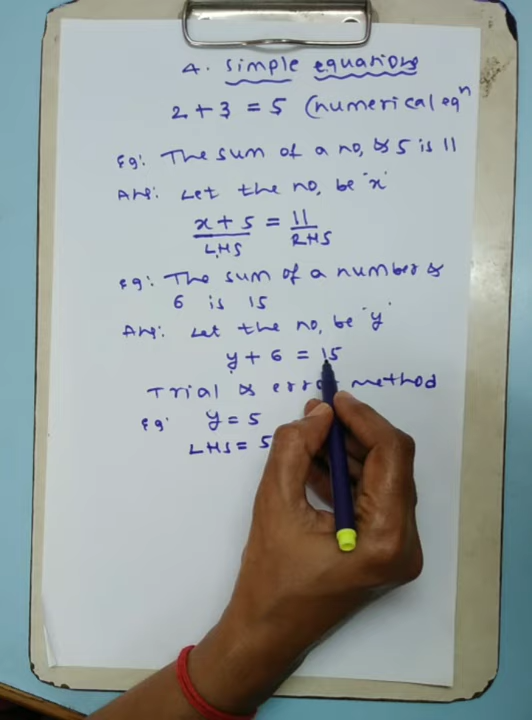 4. Simple equations
2 + 3 = 5 (numerical eqn
Eg: The sum of a no, & 5 is 11
Ans: Let the no, be "x"
x + 5 = 11
LHS RHS
Eg: The sum of a number &
6 is 15
Ans: Let the no, be "y"
y + 6 = 15
Trial & error method
Eg: y = 5
LHS = 5